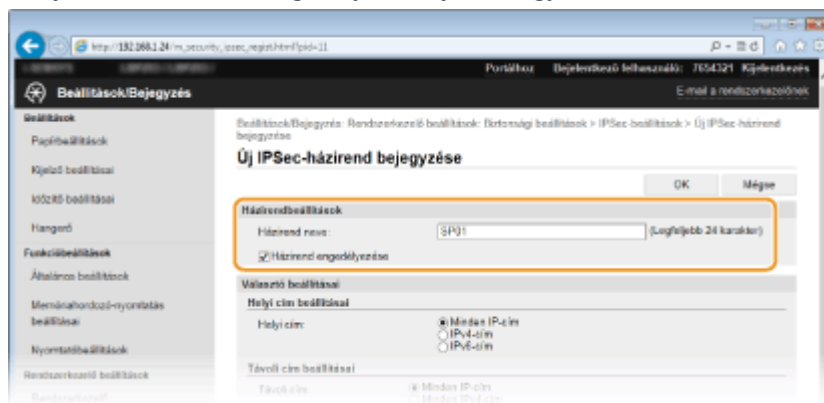 http://192.168.1.24/m_security_ipsec_regist.html?pid=11
Portálhoz Bejelentkező felhasználó: 7654321 Kijelentkezés
Beállítások/Bejegyzés E-mail a rendszerkezelőnek
Beállítások
Papírbeállítások
Kijelző beállításai
Időzítő beállításai
Hangerő
Funkcióbeállítások
Általános beállítások
Memóriahordozó-nyomtatás
beállításai
Nyomtatóbeállítások
Rendszerkezelő beállítások
Beállítások/Bejegyzés: Rendszerkezelő beállítások: Biztonsági beállítások > IPSec-beállítások > Új IPSec-házirend
bejegyzése
Új IPSec-házirend bejegyzése
OK Mégse
Házirendbeállítások
Házirend neve: SP01 (Legfeljebb 24 karakter)
Házirend engedélyezése
Választó beállításai
Helyi cím beállításai
Helyi cím: Minden IP-cím
IPv4-cím
IPv6-cím
Távoli cím beállításai
Távoli cím: Minden IP-cím
Minden IPv4-cím